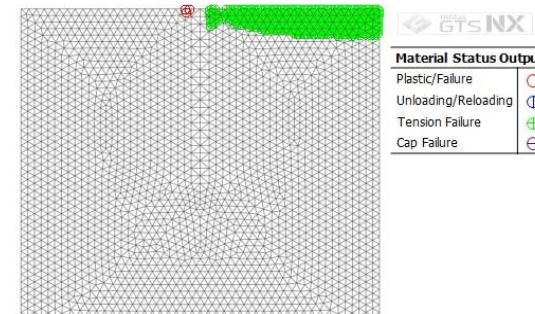 GTS NX
Material Status Outpu
Plastic/Failure
Unloading/Reloading
Tension Failure
Cap Failure